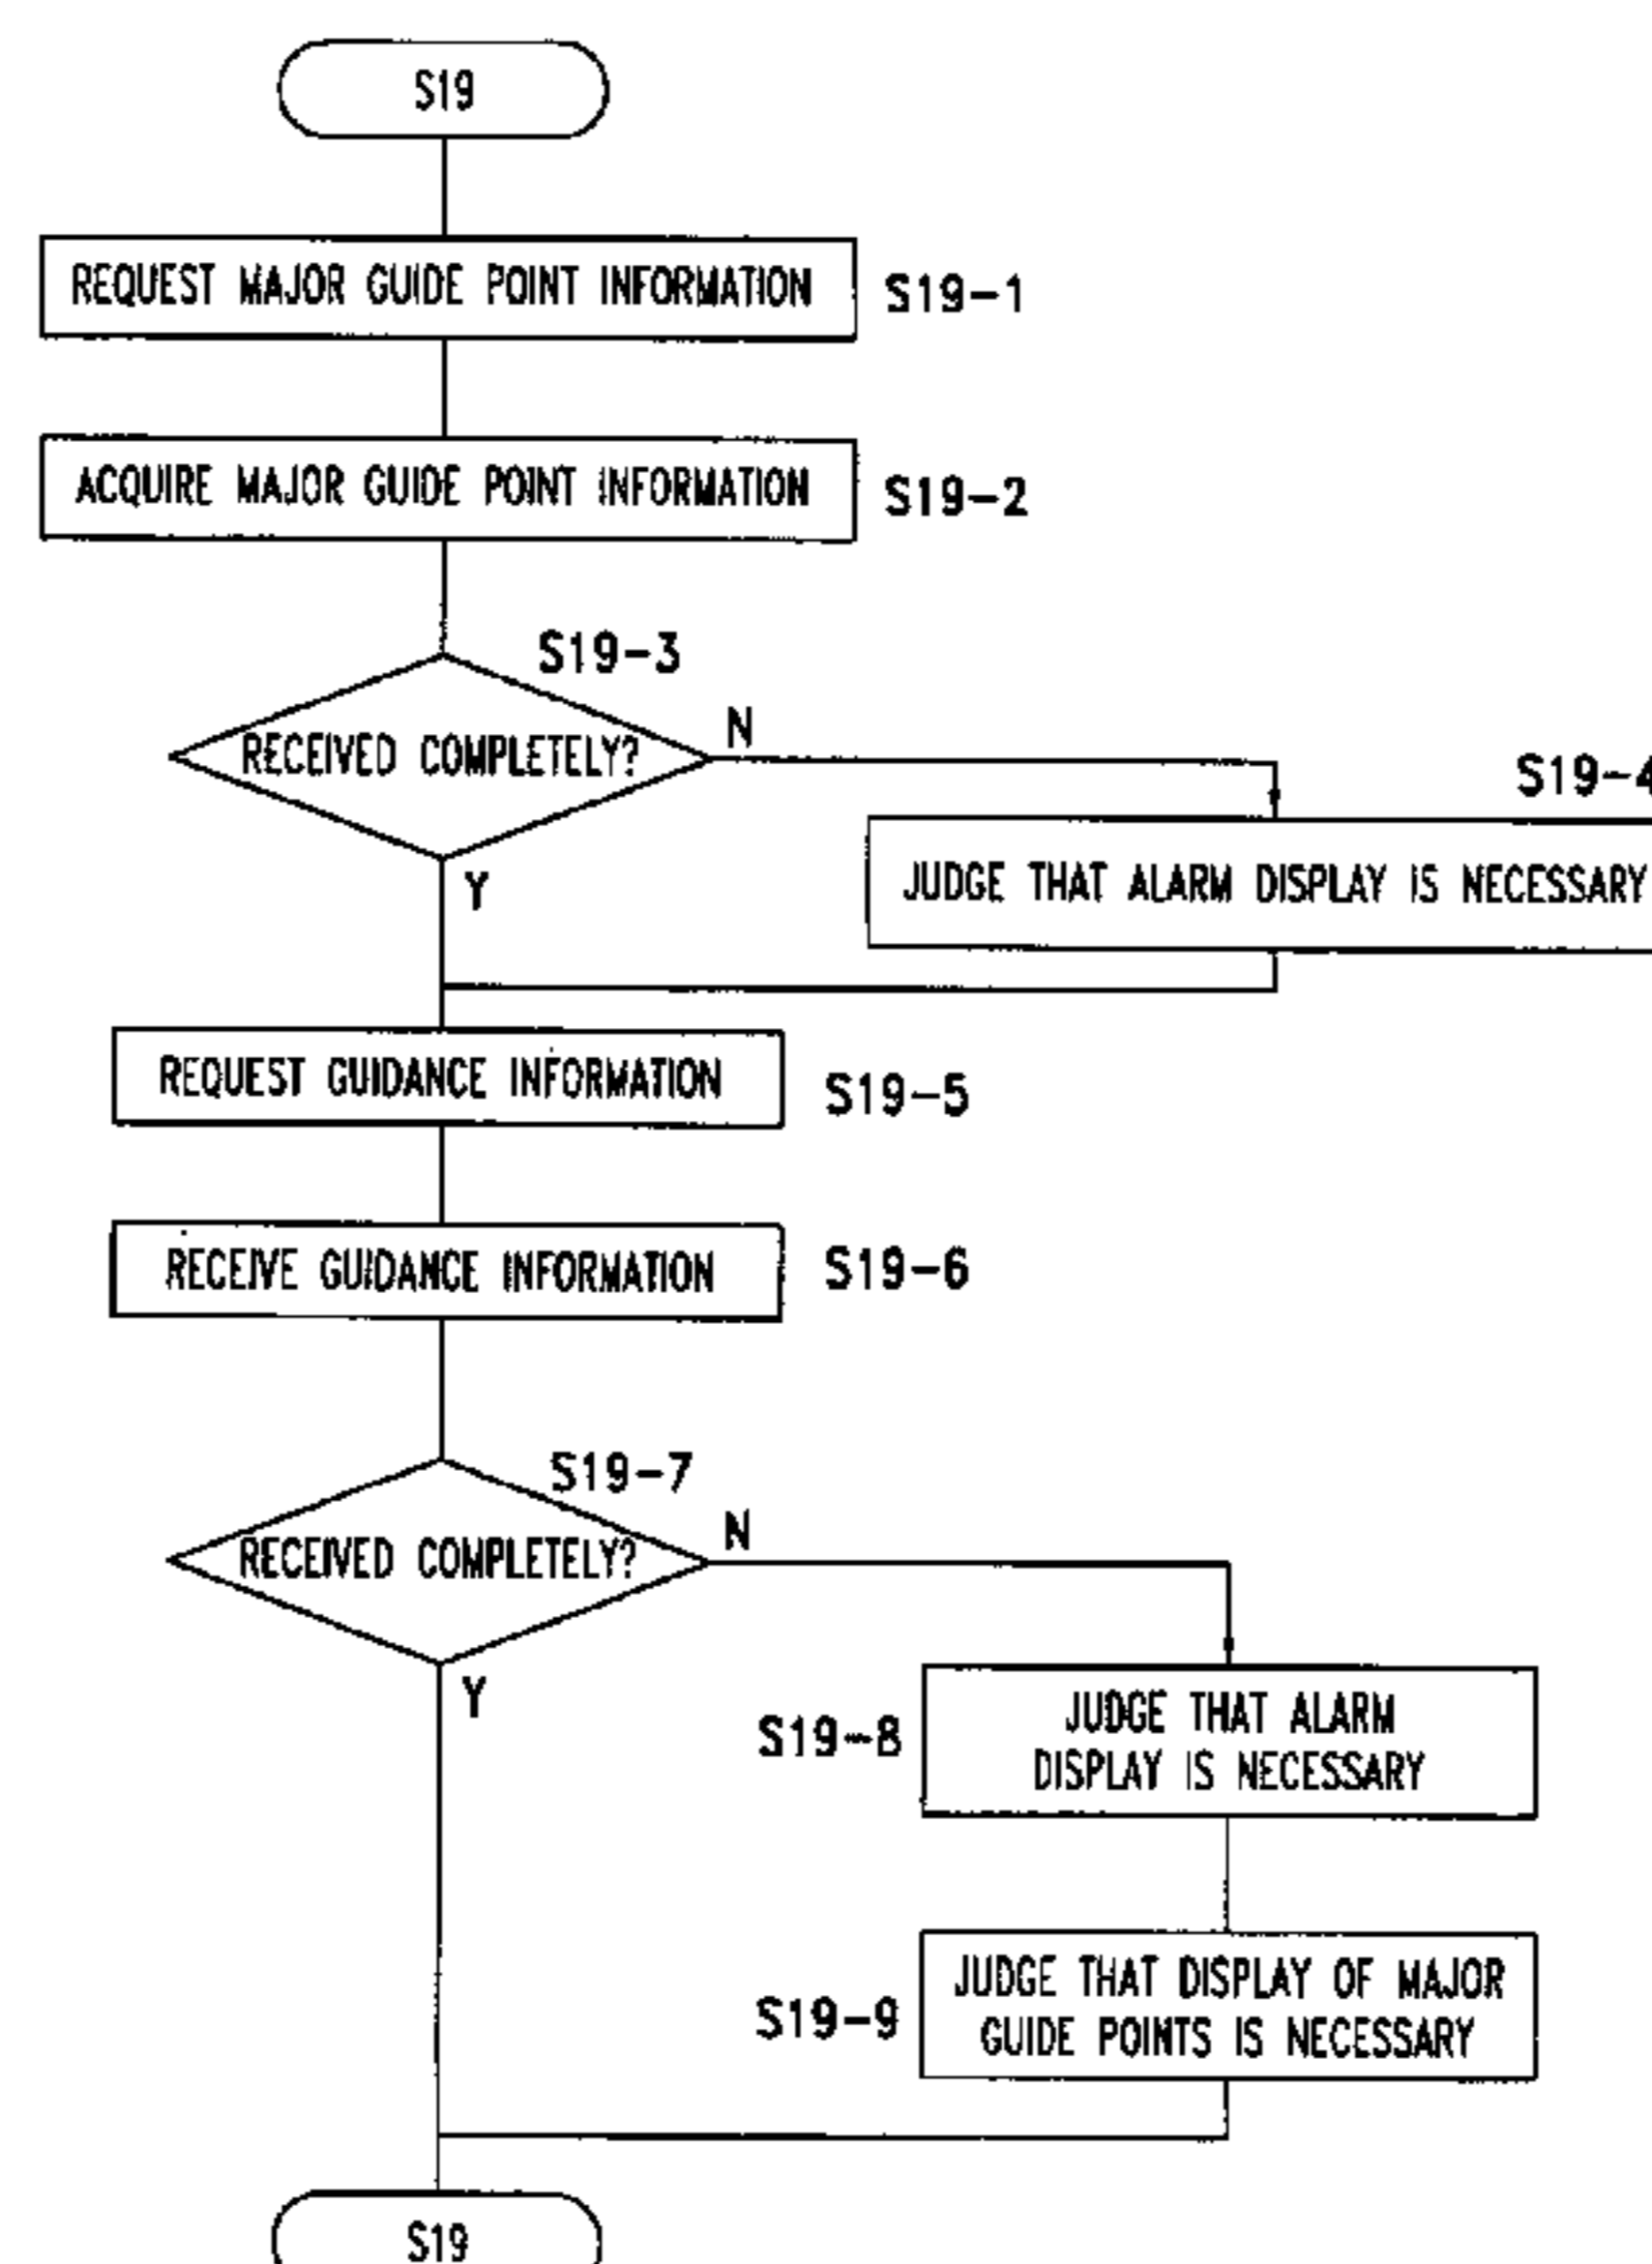 S19
REQUEST MAJOR GUIDE POINT INFORMATION
S19-1
ACQUIRE MAJOR GUIDE POINT INFORMATION
S19-2
S19-3
RECEIVED COMPLETELY?
N
S19-4
JUDGE THAT ALARM DISPLAY IS NECESSARY
Y
REQUEST GUIDANCE INFORMATION
S19-5
RECEIVE GUIDANCE INFORMATION
S19-6
S19-7
RECEIVED COMPLETELY?
N
Y
S19-8
JUDGE THAT ALARM
DISPLAY IS NECESSARY
S19-9
JUDGE THAT DISPLAY OF MAJOR
GUIDE POINTS IS NECESSARY
S19